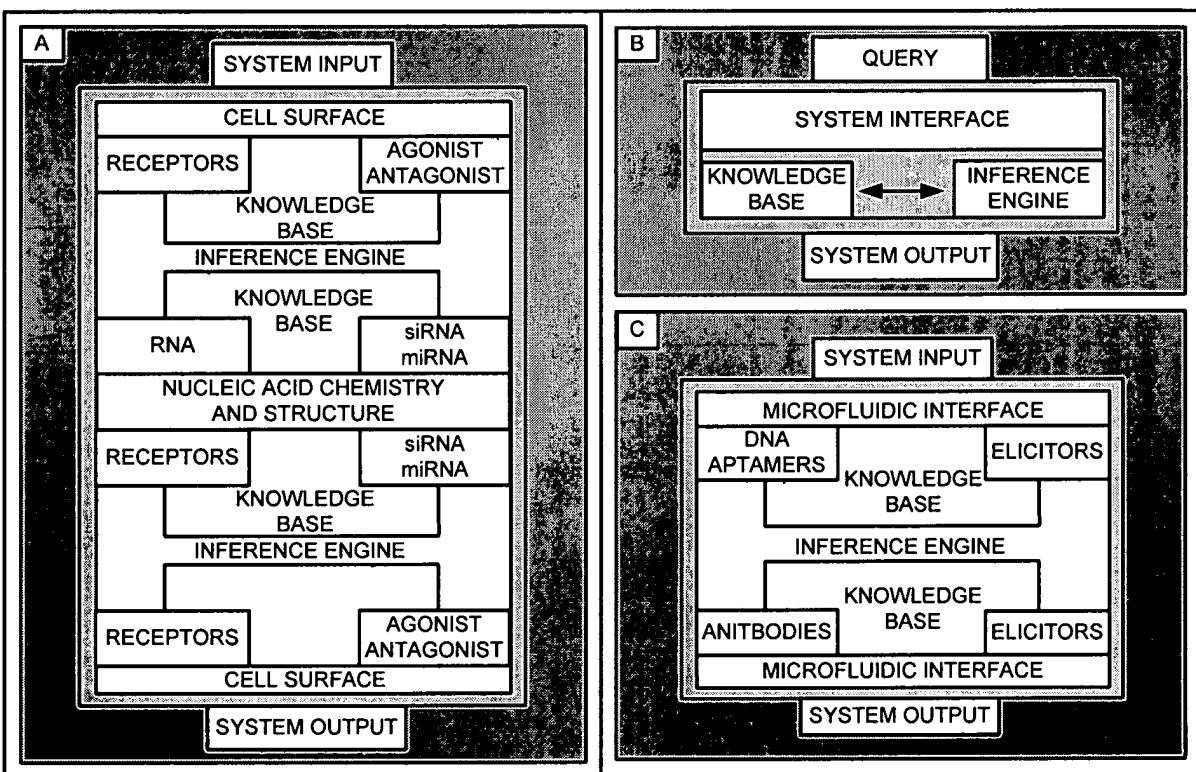 A
SYSTEM INPUT
CELL SURFACE
RECEPTORS
AGONIST
ANTAGONIST
KNOWLEDGE
BASE
INFERENCE ENGINE
KNOWLEDGE
BASE
RNA
siRNA
miRNA
NUCLEIC ACID CHEMISTRY
AND STRUCTURE
RECEPTORS
siRNA
miRNA
KNOWLEDGE
BASE
INFERENCE ENGINE
RECEPTORS
AGONIST
ANTAGONIST
CELL SURFACE
SYSTEM OUTPUT
B
QUERY
SYSTEM INTERFACE
KNOWLEDGE
BASE
INFERENCE
ENGINE
SYSTEM OUTPUT
C
SYSTEM INPUT
MICROFLUIDIC INTERFACE
DNA
APTAMERS
KNOWLEDGE
BASE
ELICITORS
INFERENCE ENGINE
KNOWLEDGE
BASE
ANITBODIES
ELICITORS
MICROFLUIDIC INTERFACE
SYSTEM OUTPUT